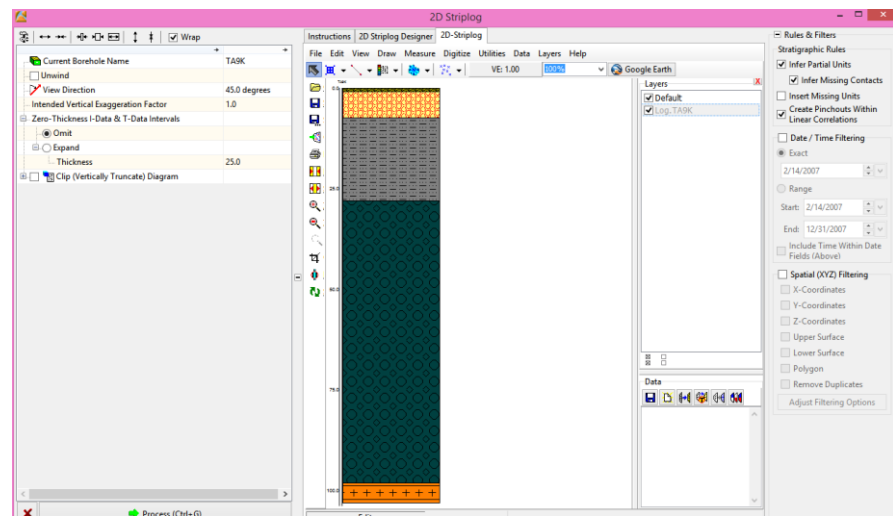 2D Striplog
Wrap
Current Borehole Name TA9K
Unwind
View Direction 45.0 degrees
Intended Vertical Exaggeration Factor 1.0
Zero-Thickness I-Data & T-Data Intervals
Omit
Expand
Thickness 25.0
Clip (Vertically Truncate) Diagram
Process (Ctrl+G)
Instructions 2D Striplog Designer 2D-Striplog
File Edit View Draw Measure Digitize Utilities Data Layers Help
VE: 1.00 100% Google Earth
0.0
25.0
50.0
75.0
100.0
Layers
Default
Log. TA9K
Data
Rules & Filters
Stratigraphic Rules
Infer Partial Units
Infer Missing Contacts
Insert Missing Units
Create Pinchouts Within
Linear Correlations
Date / Time Filtering
Exact
2/14/2007
Range
Start: 2/14/2007
End: 12/31/2007
Include Time Within Date
Fields (Above)
Spatial (XYZ) Filtering
X-Coordinates
Y-Coordinates
Z-Coordinates
Upper Surface
Lower Surface
Polygon
Remove Duplicates
Adjust Filtering Options